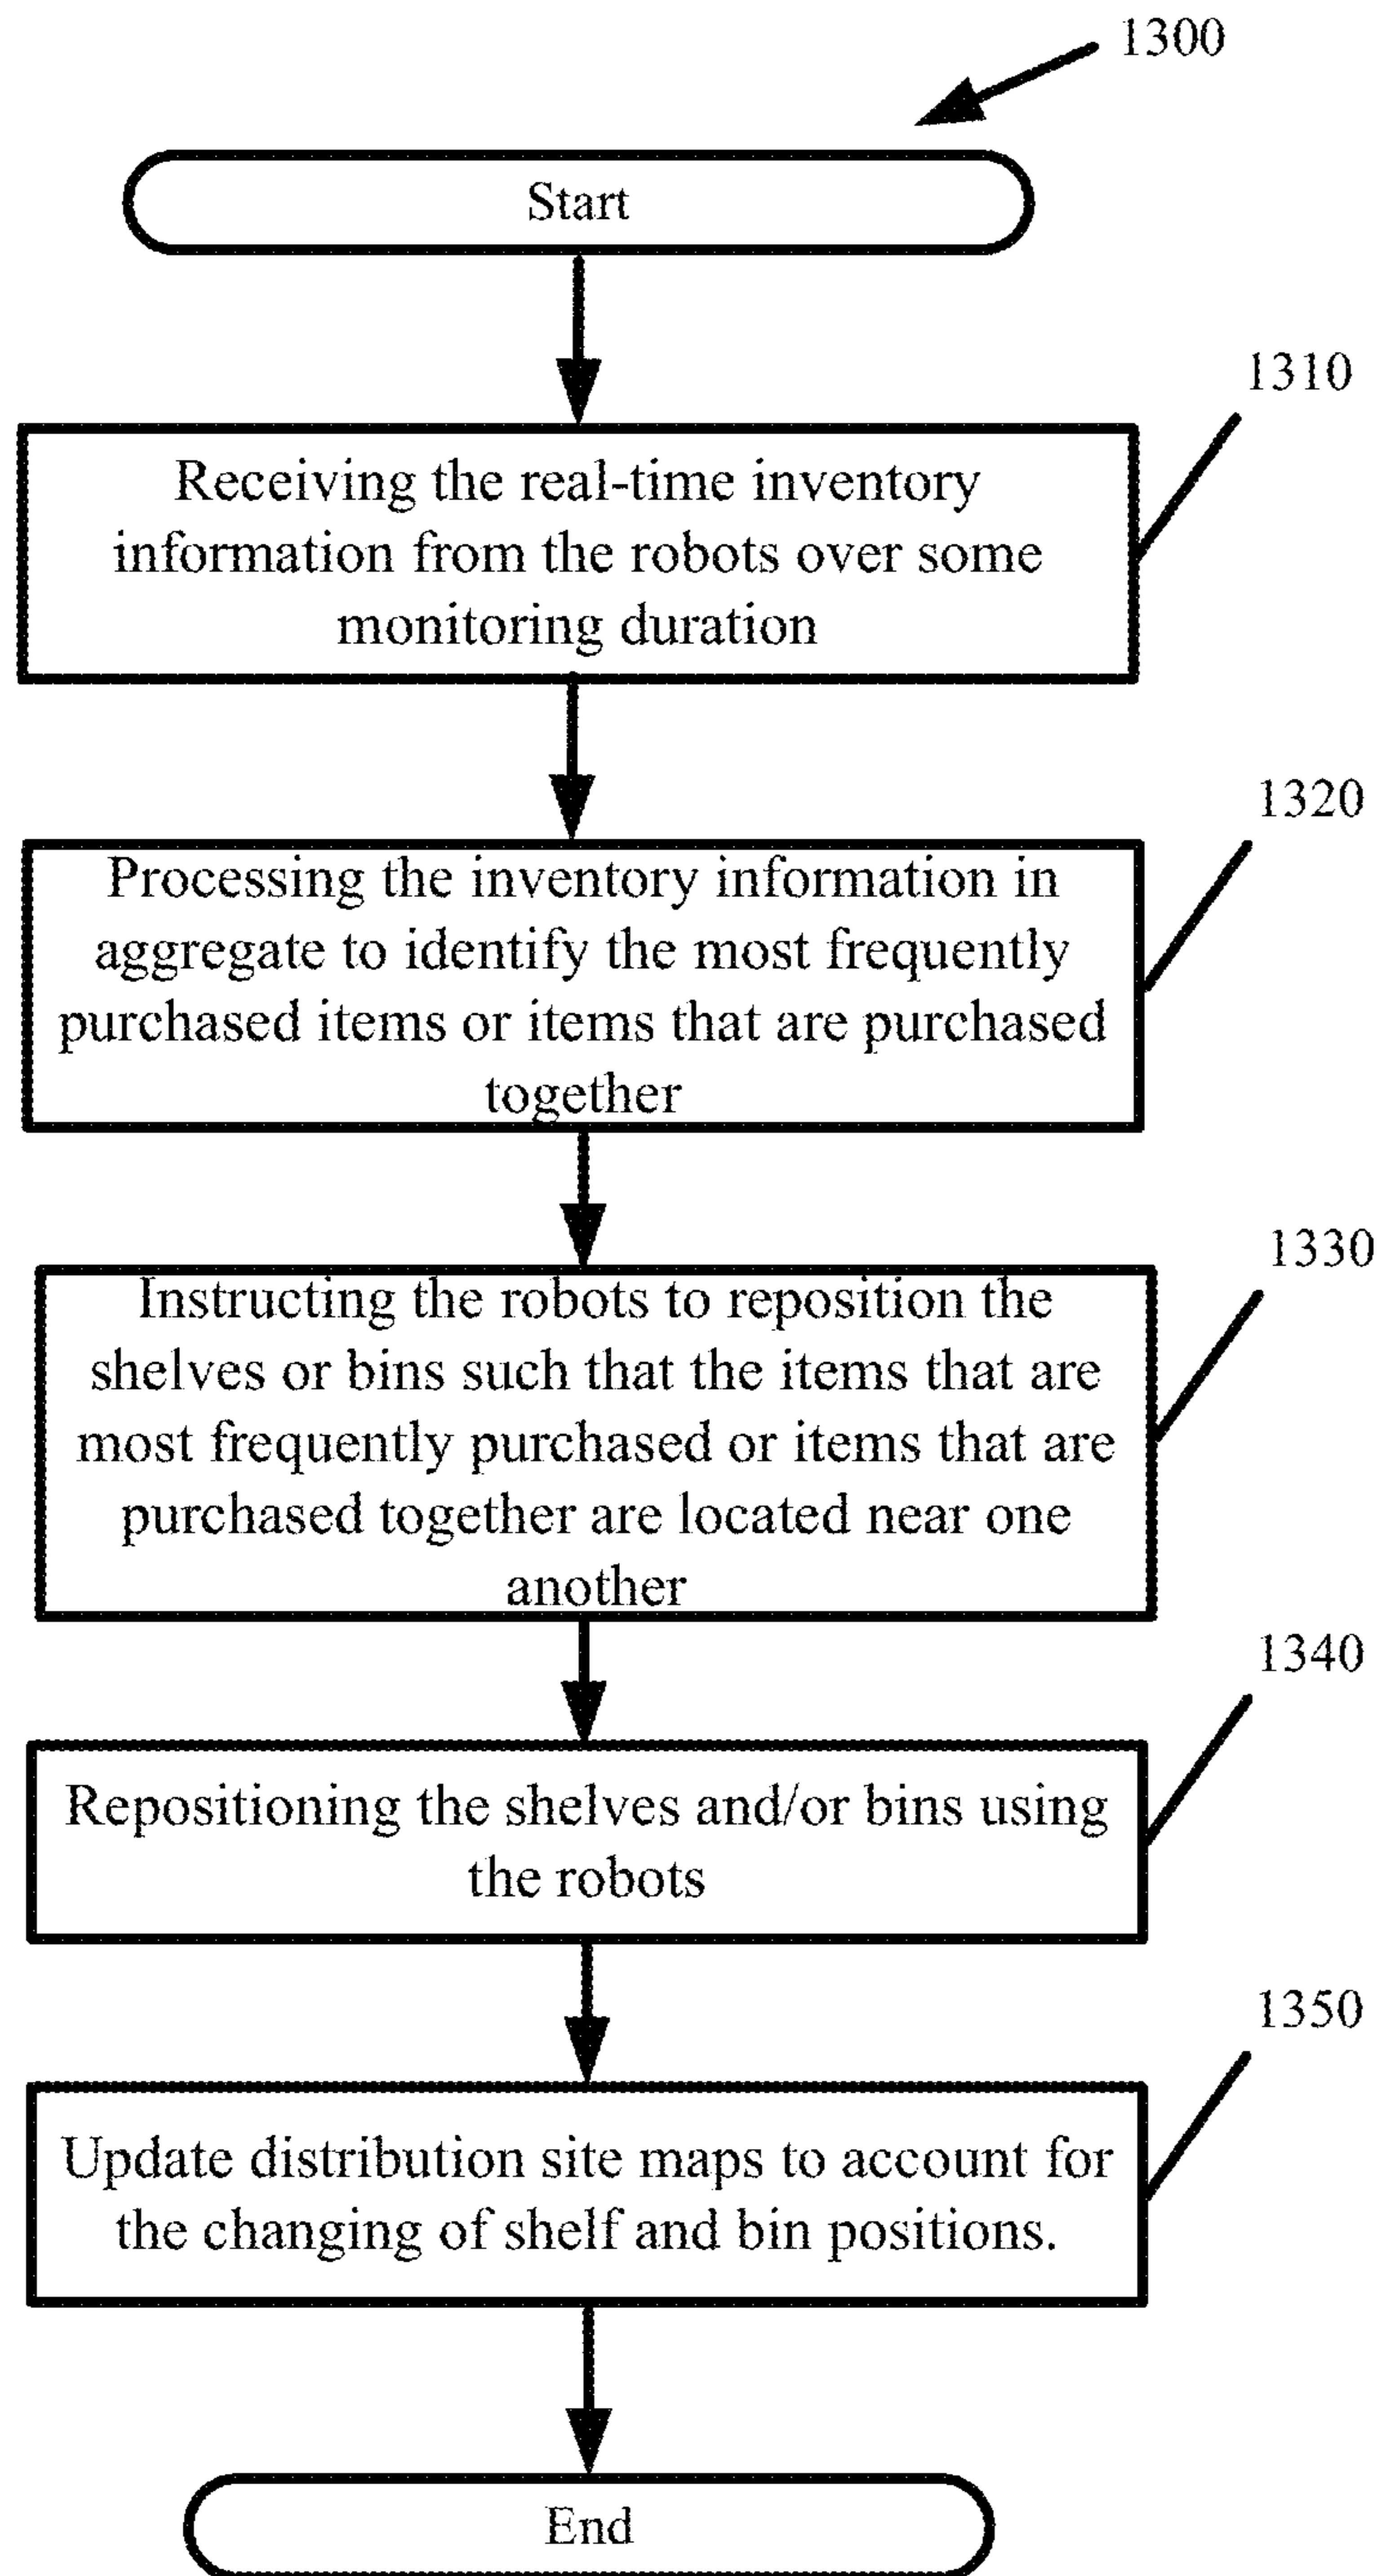 1300
Start
1310
Receiving the real-time inventory
information from the robots over some
monitoring duration
1320
Processing the inventory information in
aggregate to identify the most frequently
purchased items or items that are purchased
together
1330
Instructing the robots to reposition the
shelves or bins such that the items that are
most frequently purchased or items that are
purchased together are located near one
another
1340
Repositioning the shelves and/or bins using
the robots
1350
Update distribution site maps to account for
the changing of shelf and bin positions.
End